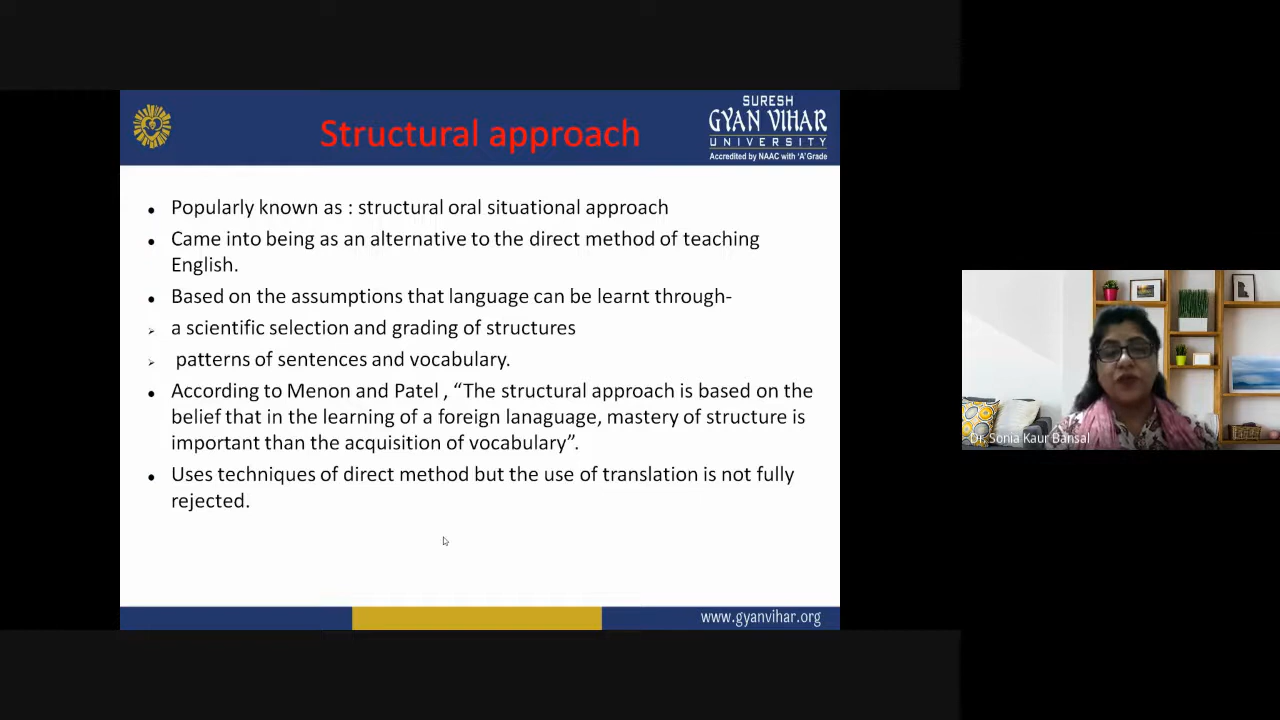 SURESH
GYAN VIHAR
UNIVERSITY
Accredited by NAAC with 'A' Grade
Structural approach
• Popularly known as : structural oral situational approach
• Came into being as an alternative to the direct method of teaching
English.
• Based on the assumptions that language can be learnt through-
➢ a scientific selection and grading of structures
➢ patterns of sentences and vocabulary.
• According to Menon and Patel , “The structural approach is based on the
belief that in the learning of a foreign lanaguage, mastery of structure is
important than the acquisition of vocabulary”.
• Uses techniques of direct method but the use of translation is not fully
rejected.
www.gyanvihar.org
Dr. Sonia Kaur Bansal